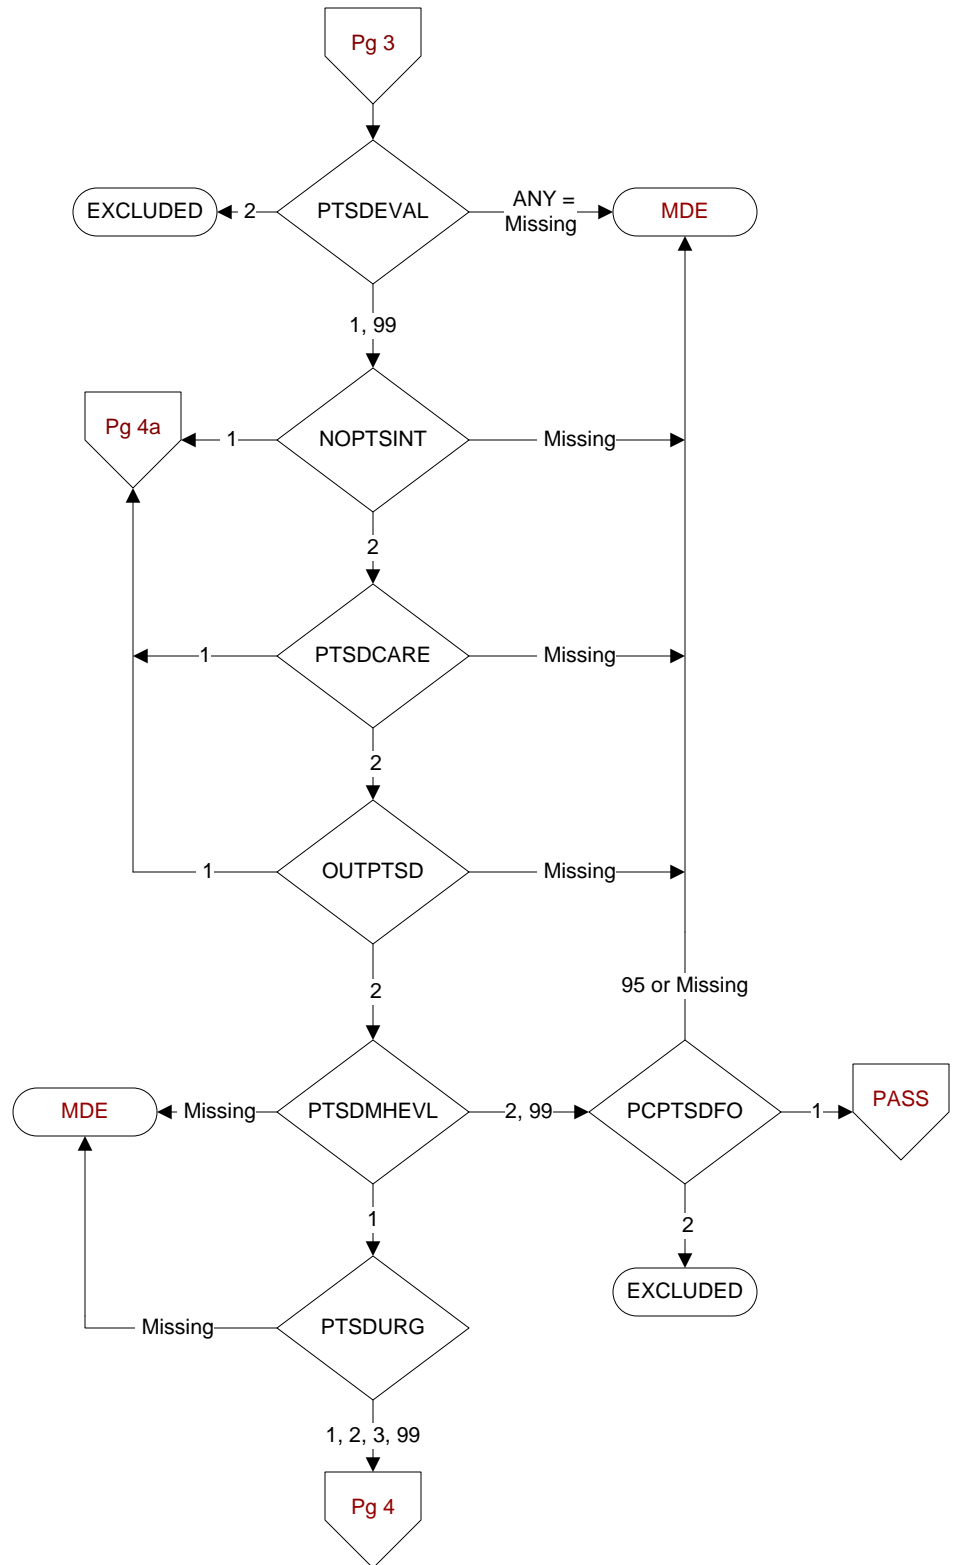 Pg 3
EXCLUDED
2
PTSDEVAL
ANY =
Missing
MDE
1, 99
Pg 4a
1
NOPTSINT
Missing
2
1
PTSDCARE
Missing
2
1
OUTPTSD
Missing
2
95 or Missing
MDE
Missing
PTSDMHEVL
2, 99
PCPTSDFO
1
PASS
1
2
EXCLUDED
Missing
PTSDURG
1, 2, 3, 99
Pg 4